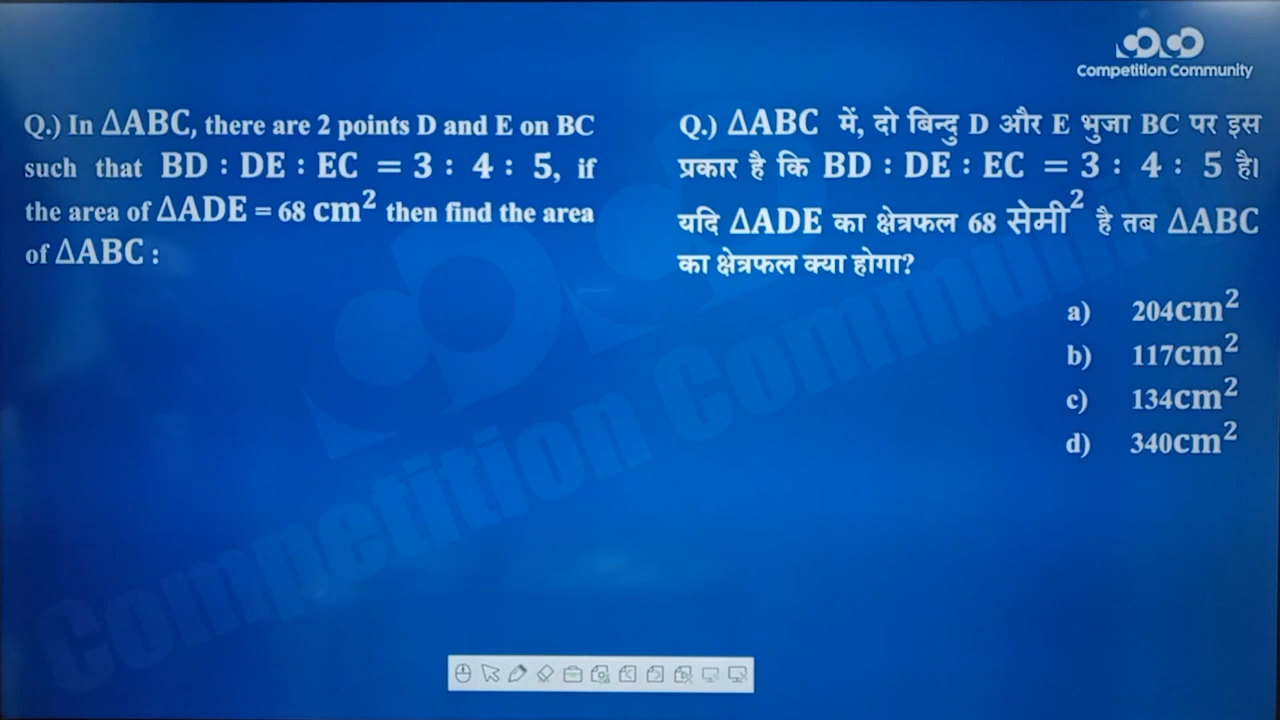 Competition Community
Q.) In ΔABC, there are 2 points D and E on BC
such that BD : DE : EC = 3 : 4 : 5, if
the area of ΔADE = 68 cm² then find the area
of ΔABC :
Q.) ΔABC में, दो बिन्दु D और E भुजा BC पर इस
प्रकार है कि BD : DE : EC = 3 : 4 : 5 है।
यदि ΔADE का क्षेत्रफल 68 सेमी² है तब ΔABC
का क्षेत्रफल क्या होगा?
a) 204cm²
b) 117cm²
c) 134cm²
d) 340cm²
Competition Community